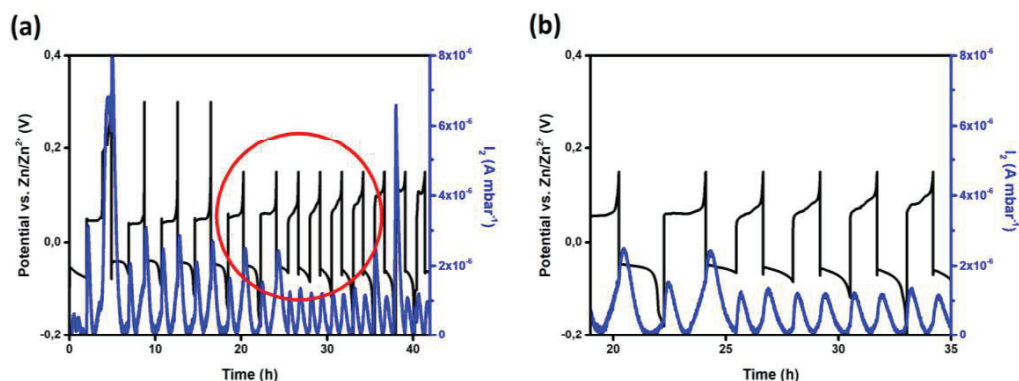 (a)
0,4
0,2
0,0
-0,2
Potential vs. Zn/Zn²⁺ (V)
0
10
20
30
40
Time (h)
8x10⁻⁶
6x10⁻⁶
4x10⁻⁶
2x10⁻⁶
0
I₂ (A mbar⁻¹)
(b)
0,4
0,2
0,0
-0,2
Potential vs. Zn/Zn²⁺ (V)
20
25
30
35
Time (h)
8x10⁻⁶
6x10⁻⁶
4x10⁻⁶
2x10⁻⁶
0
I₂ (A mbar⁻¹)